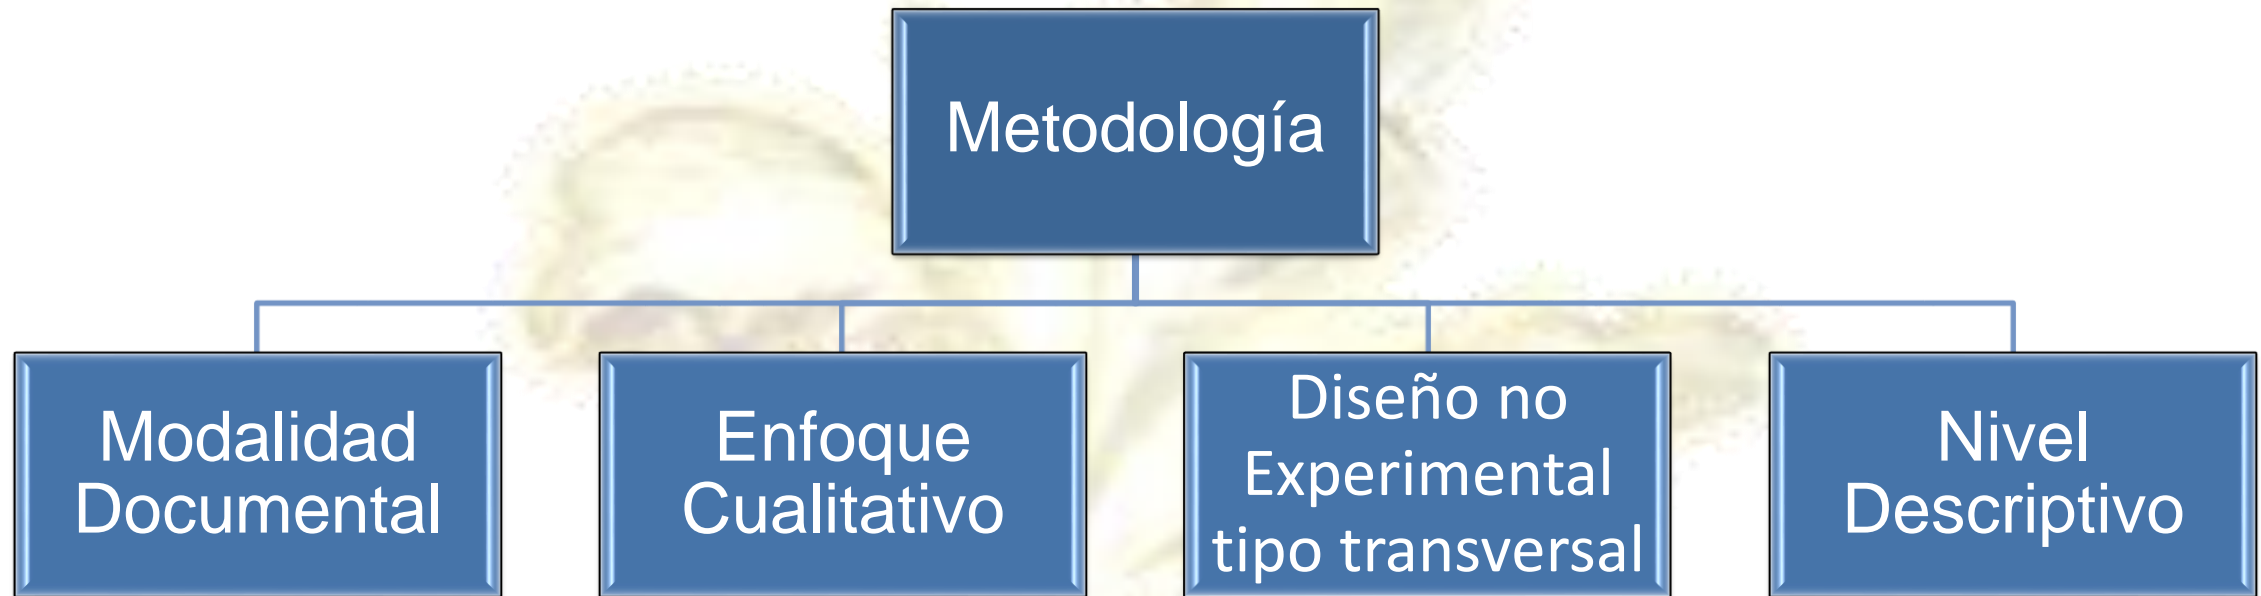 Metodología
Modalidad
Documental
Enfoque
Cualitativo
Diseño no
Experimental
tipo transversal
Nivel
Descriptivo